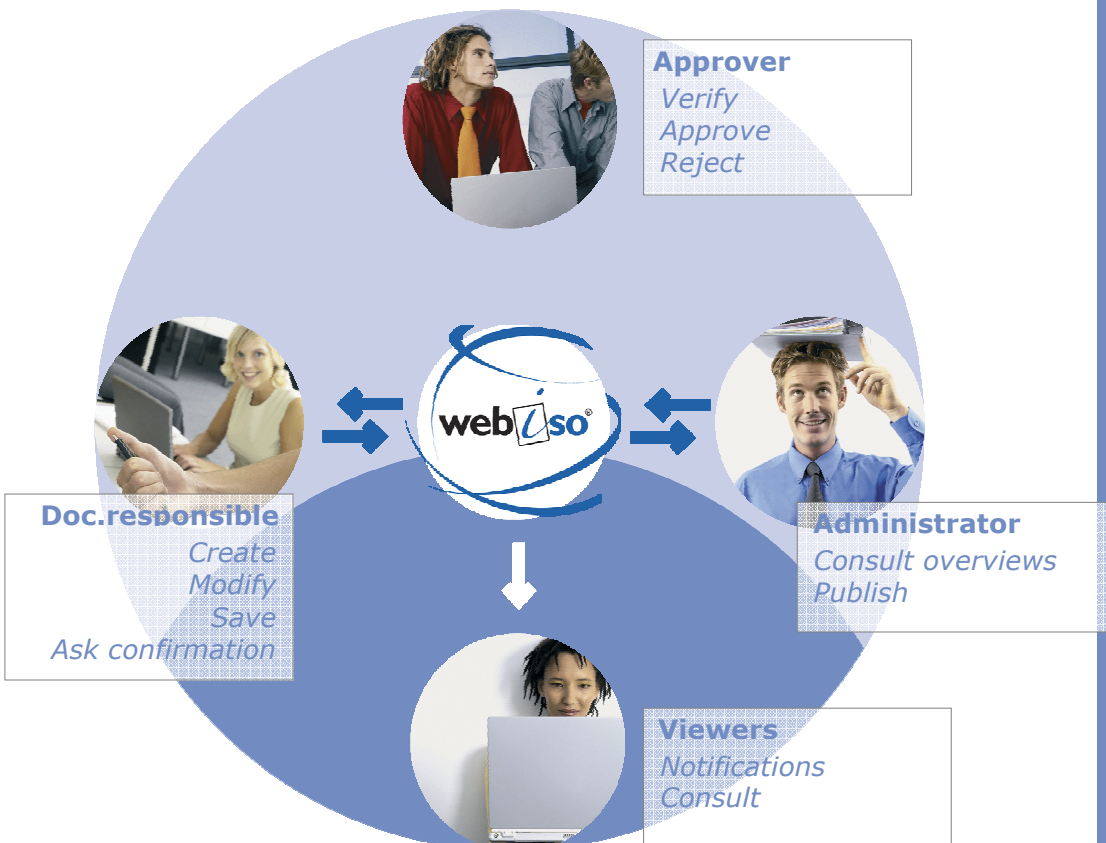 Approver
Verify
Approve
Reject
webiso®
Doc.responsible
Create
Modify
Save
Ask confirmation
Administrator
Consult overviews
Publish
Viewers
Notifications
Consult